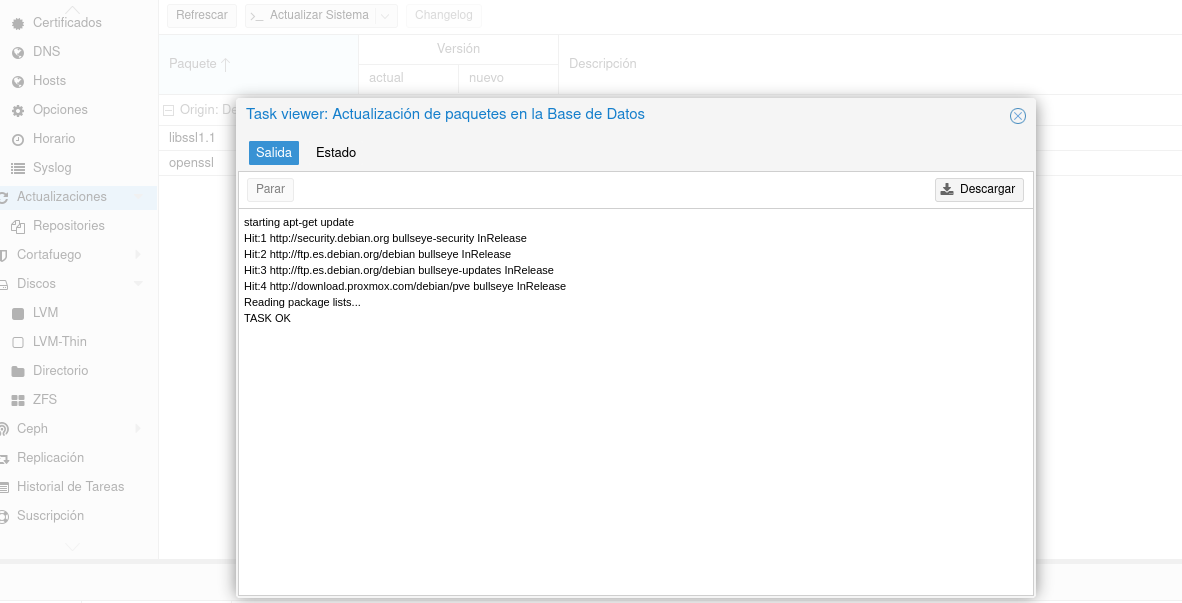 Certificados
DNS
Hosts
Opciones
Horario
Syslog
Actualizaciones
Repositories
Cortafuego
Discos
LVM
LVM-Thin
Directorio
ZFS
Ceph
Replicación
Historial de Tareas
Suscripción
Refrescar
Actualizar Sistema
Changelog
Paquete
Versión
actual
nuevo
Descripción
Origin: De
libssl1.1
openssl
Task viewer: Actualización de paquetes en la Base de Datos
Salida
Estado
Parar
Descargar
starting apt-get update
Hit:1 http://security.debian.org bullseye-security InRelease
Hit:2 http://ftp.es.debian.org/debian bullseye InRelease
Hit:3 http://ftp.es.debian.org/debian bullseye-updates InRelease
Hit:4 http://download.proxmox.com/debian/pve bullseye InRelease
Reading package lists...
TASK OK